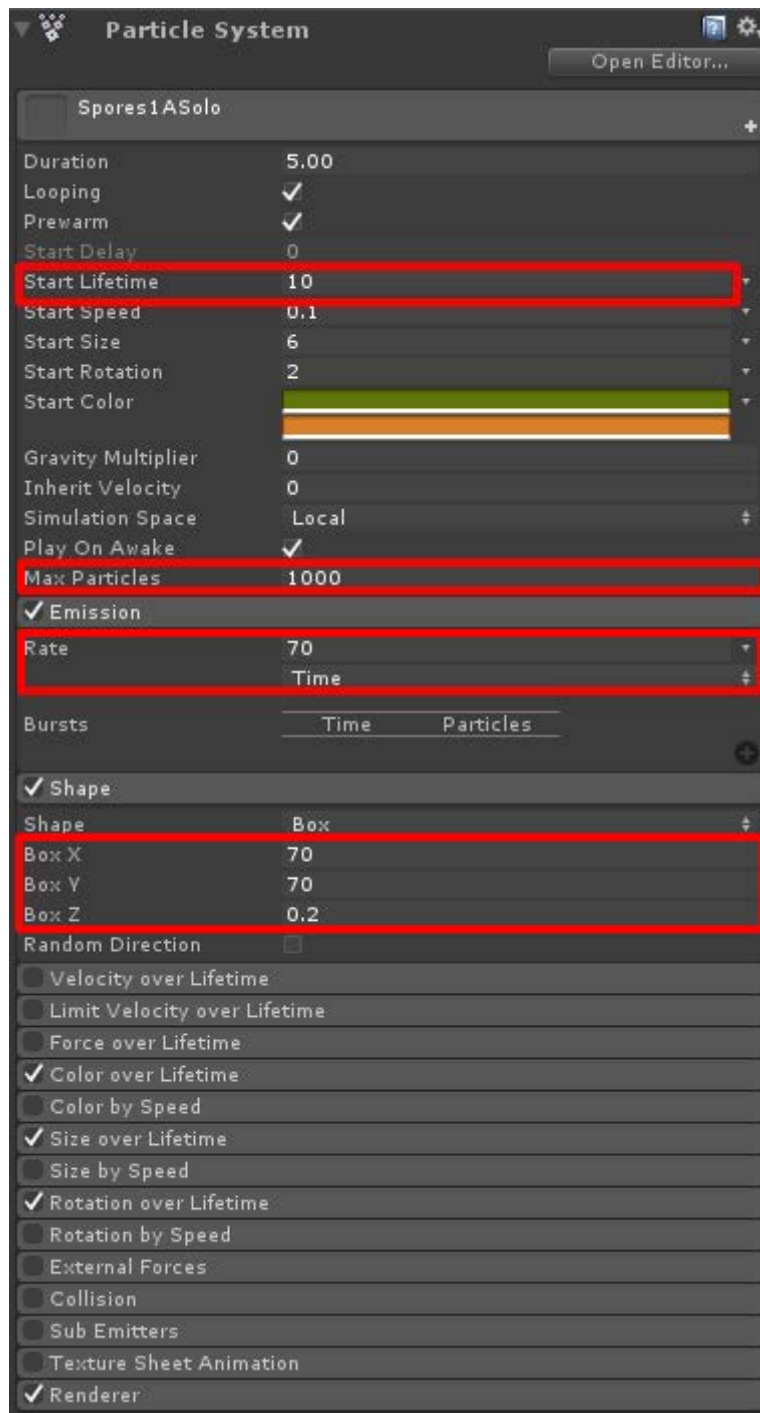 Particle System
Open Editor...
Spores1ASolo
Duration 5.00
Looping
Prewarm
Start Delay 0
Start Lifetime 10
Start Speed 0.1
Start Size 6
Start Rotation 2
Start Color
Gravity Multiplier 0
Inherit Velocity 0
Simulation Space Local
Play On Awake
Max Particles 1000
Emission
Rate 70
Time
Bursts Time Particles
Shape
Shape Box
Box X 70
Box Y 70
Box Z 0.2
Random Direction
Velocity over Lifetime
Limit Velocity over Lifetime
Force over Lifetime
Color over Lifetime
Color by Speed
Size over Lifetime
Size by Speed
Rotation over Lifetime
Rotation by Speed
External Forces
Collision
Sub Emitters
Texture Sheet Animation
Renderer